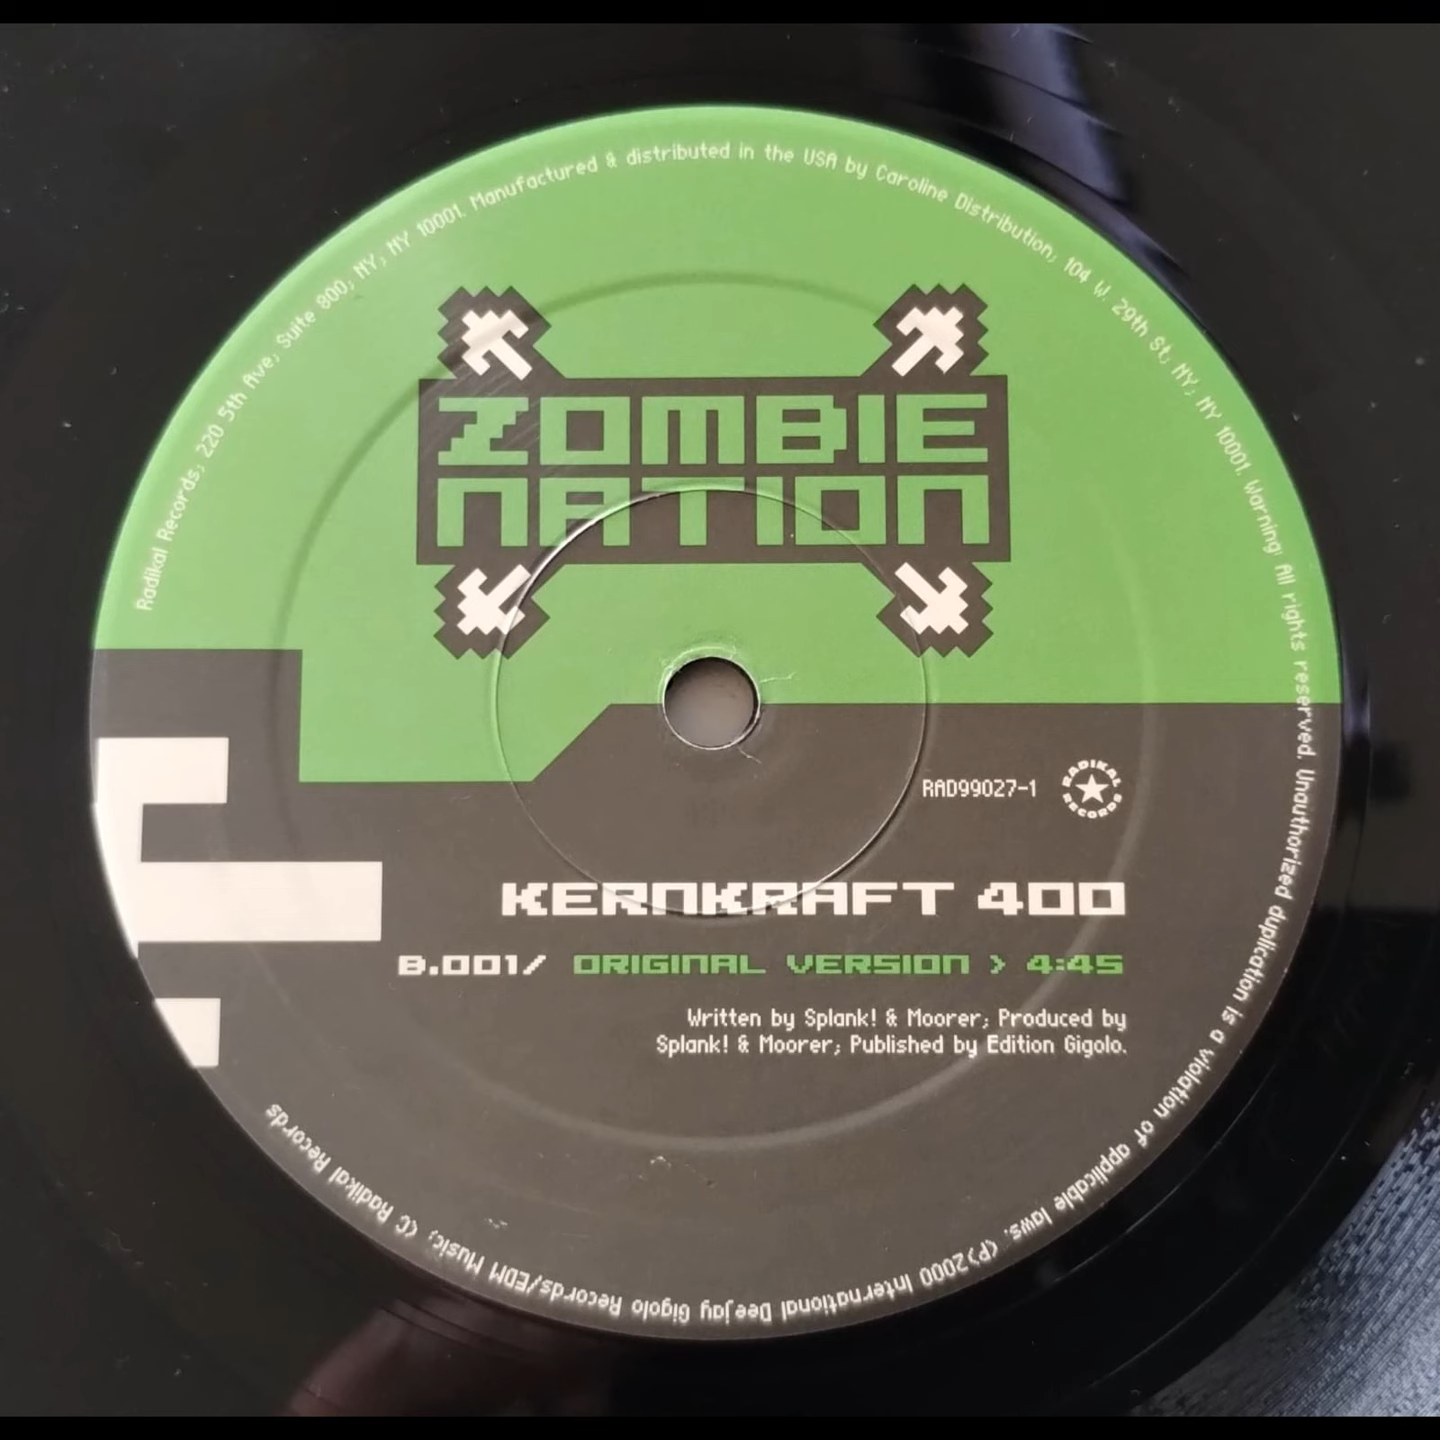 Radikal Records; 220 5th Ave; Suite 800; NY; NY 10001. Manufactured & distributed in the USA by Caroline Distribution; 104 W. 29th St; NY; NY 10001. Warning: All rights reserved. Unauthorized duplication is a violation of applicable laws. (P)2000 International Deejay Gigolo Records/EDM Music; (C Radikal Records
ZOMBIE
NATION
RAD99027-1
RADIKAL RECORDS
KERNKRAFT 400
B.001/ ORIGINAL VERSION > 4:45
Written by Splank! & Moorer; Produced by
Splank! & Moorer; Published by Edition Gigolo.